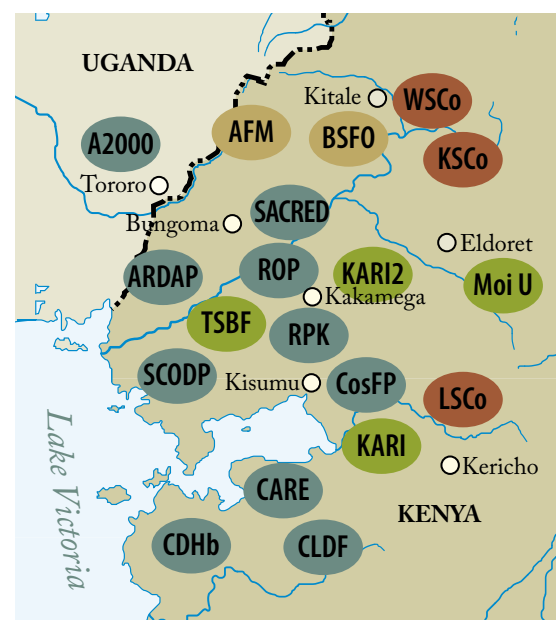 UGANDA
Kitale
WSCo
A2000
AFM
BSFO
KSCo
Tororo
SACRED
Bungoma
Eldoret
ARDAP
ROP
KARI2
Moi U
Kakamega
TSBF
RPK
SCODP
Kisumu
CosFP
LSCo
KARI
Lake Victoria
Kericho
CARE
KENYA
CDHb
CLDF